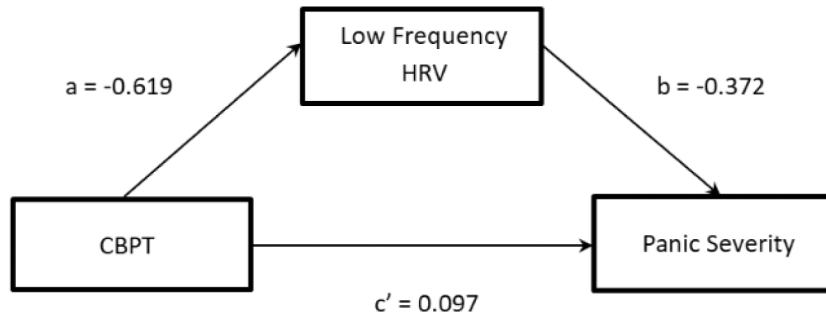 Low Frequency
HRV
a = -0.619
b = -0.372
CBPT
Panic Severity
c’ = 0.097